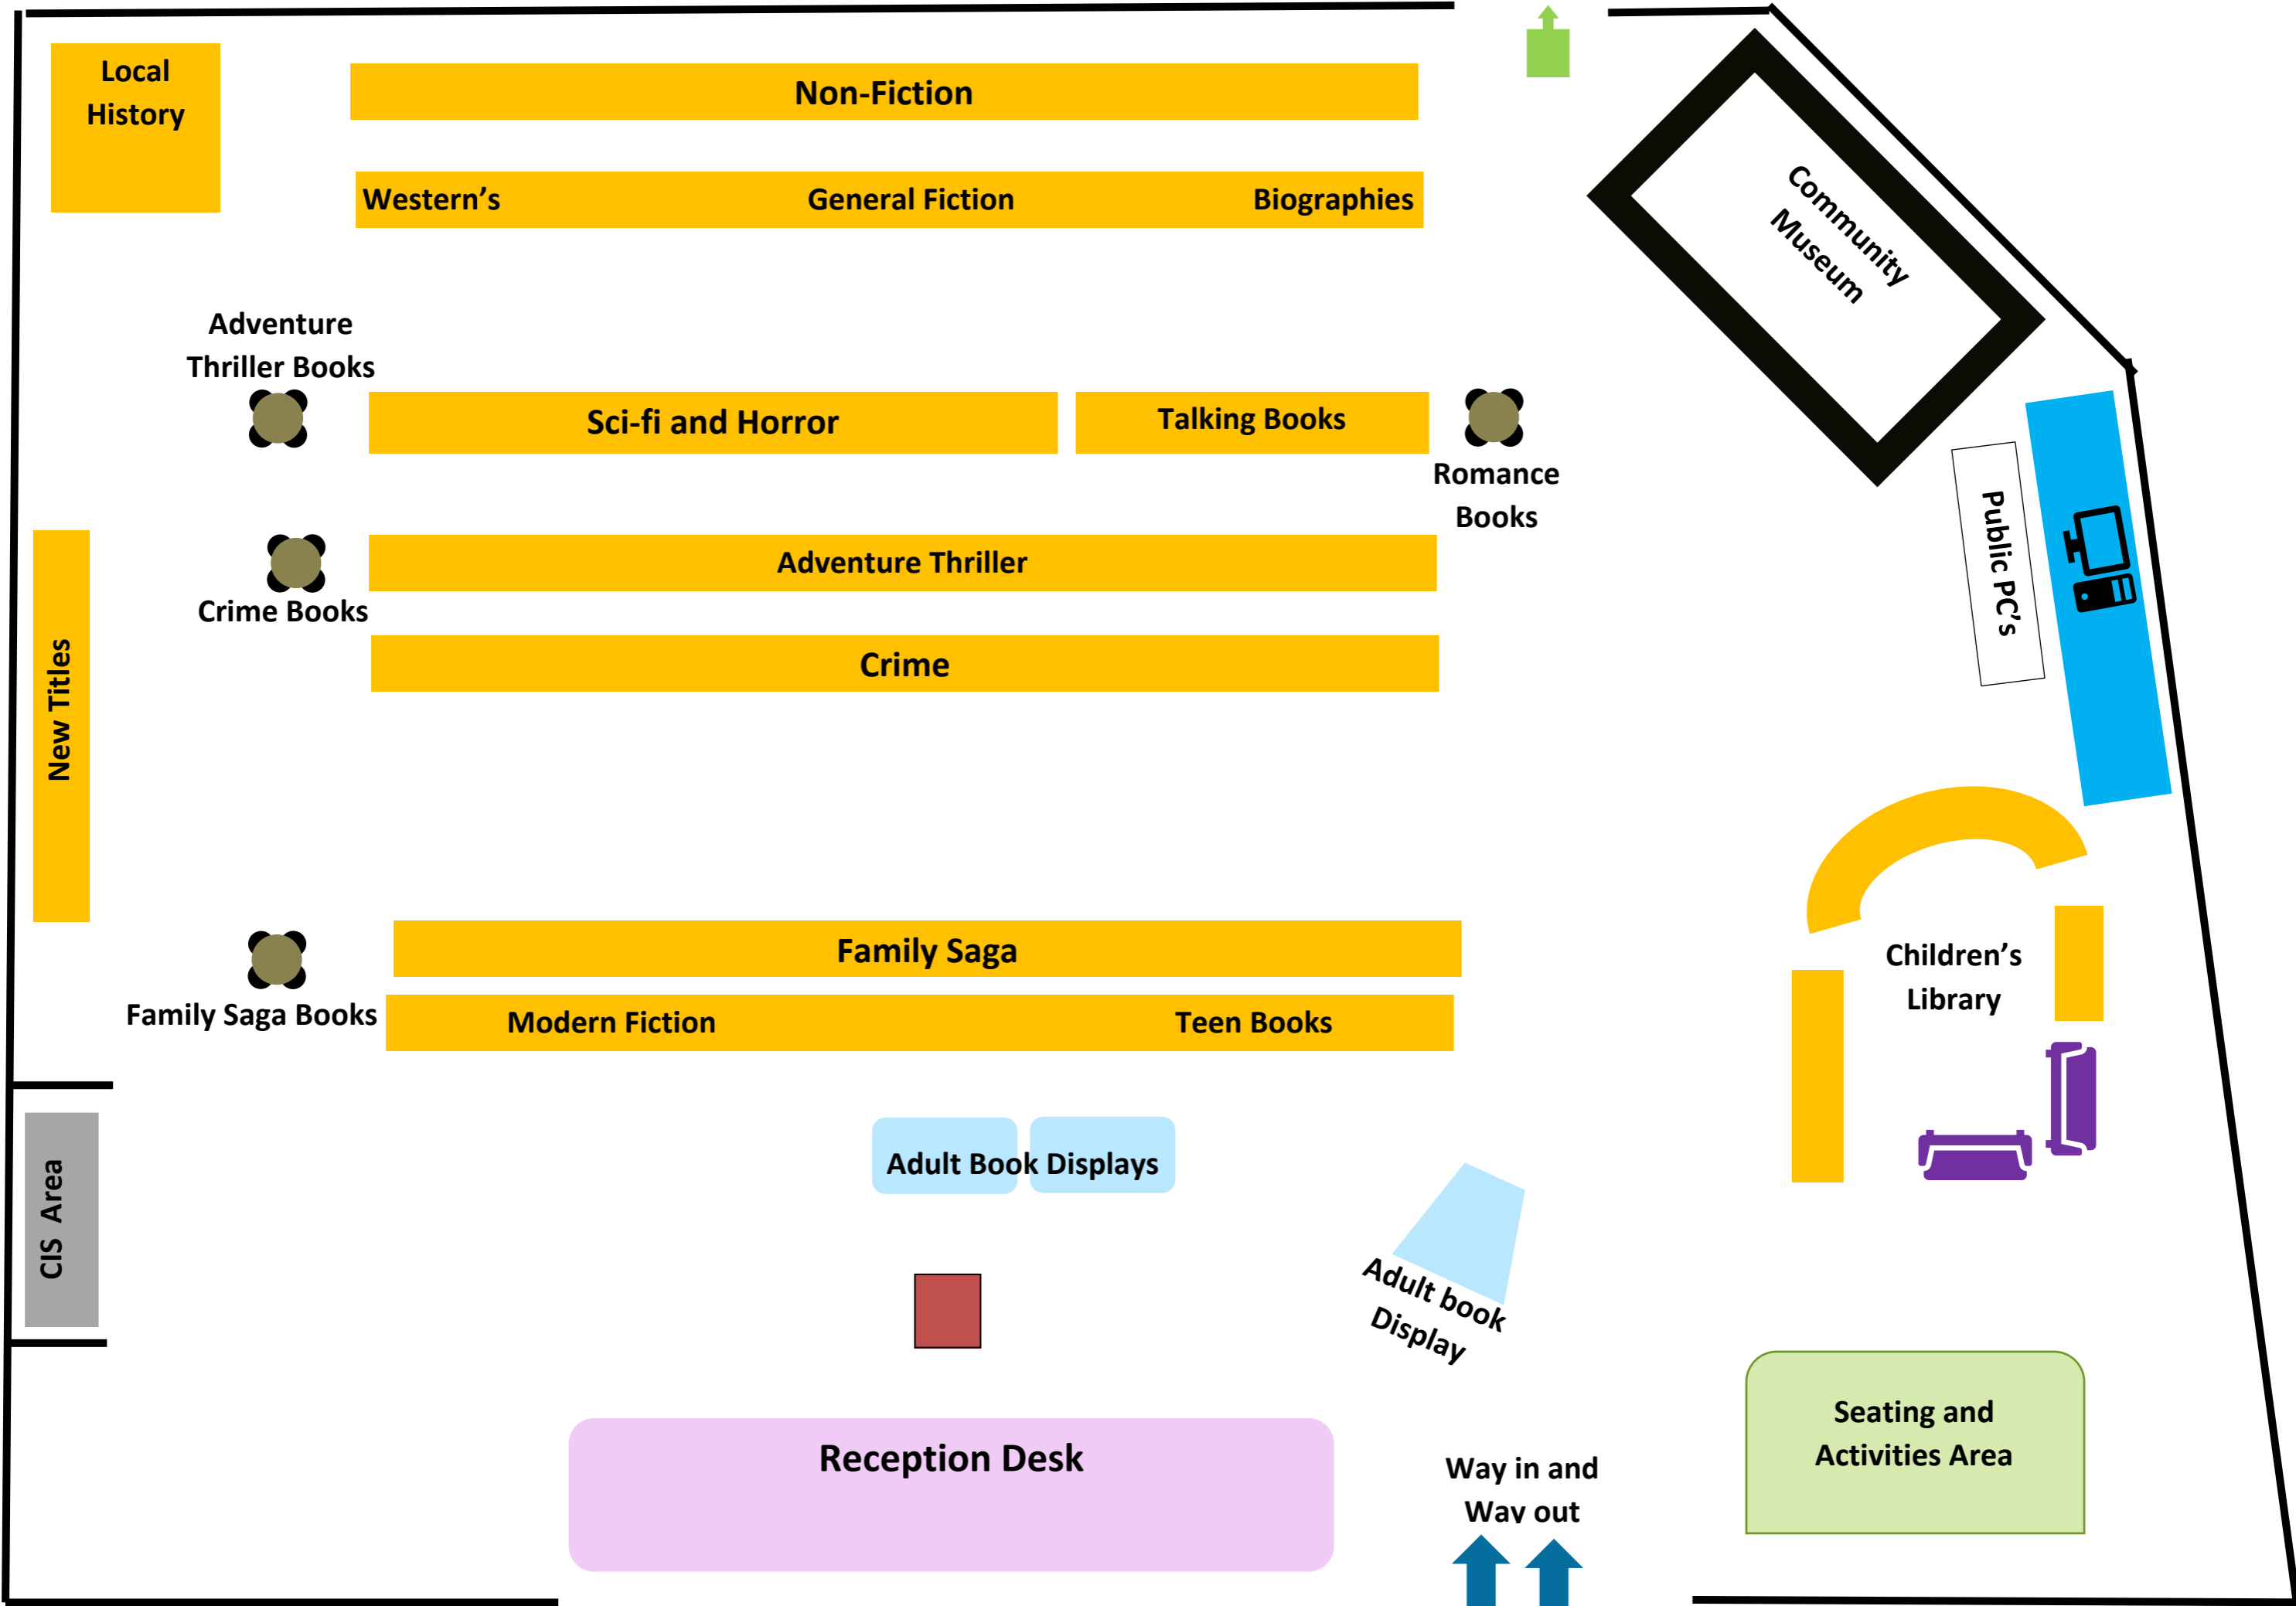 Local
History
Non-Fiction
Western’s General Fiction Biographies
Community
Museum
Adventure
Thriller Books
Sci-fi and Horror
Talking Books
Romance
Books
Public PC’s
Adventure Thriller
Crime Books
Crime
New Titles
Family Saga
Children’s
Library
Family Saga Books
Modern Fiction Teen Books
Adult Book Displays
CIS Area
Adult book
Display
Seating and
Activities Area
Reception Desk
Way in and
Way out